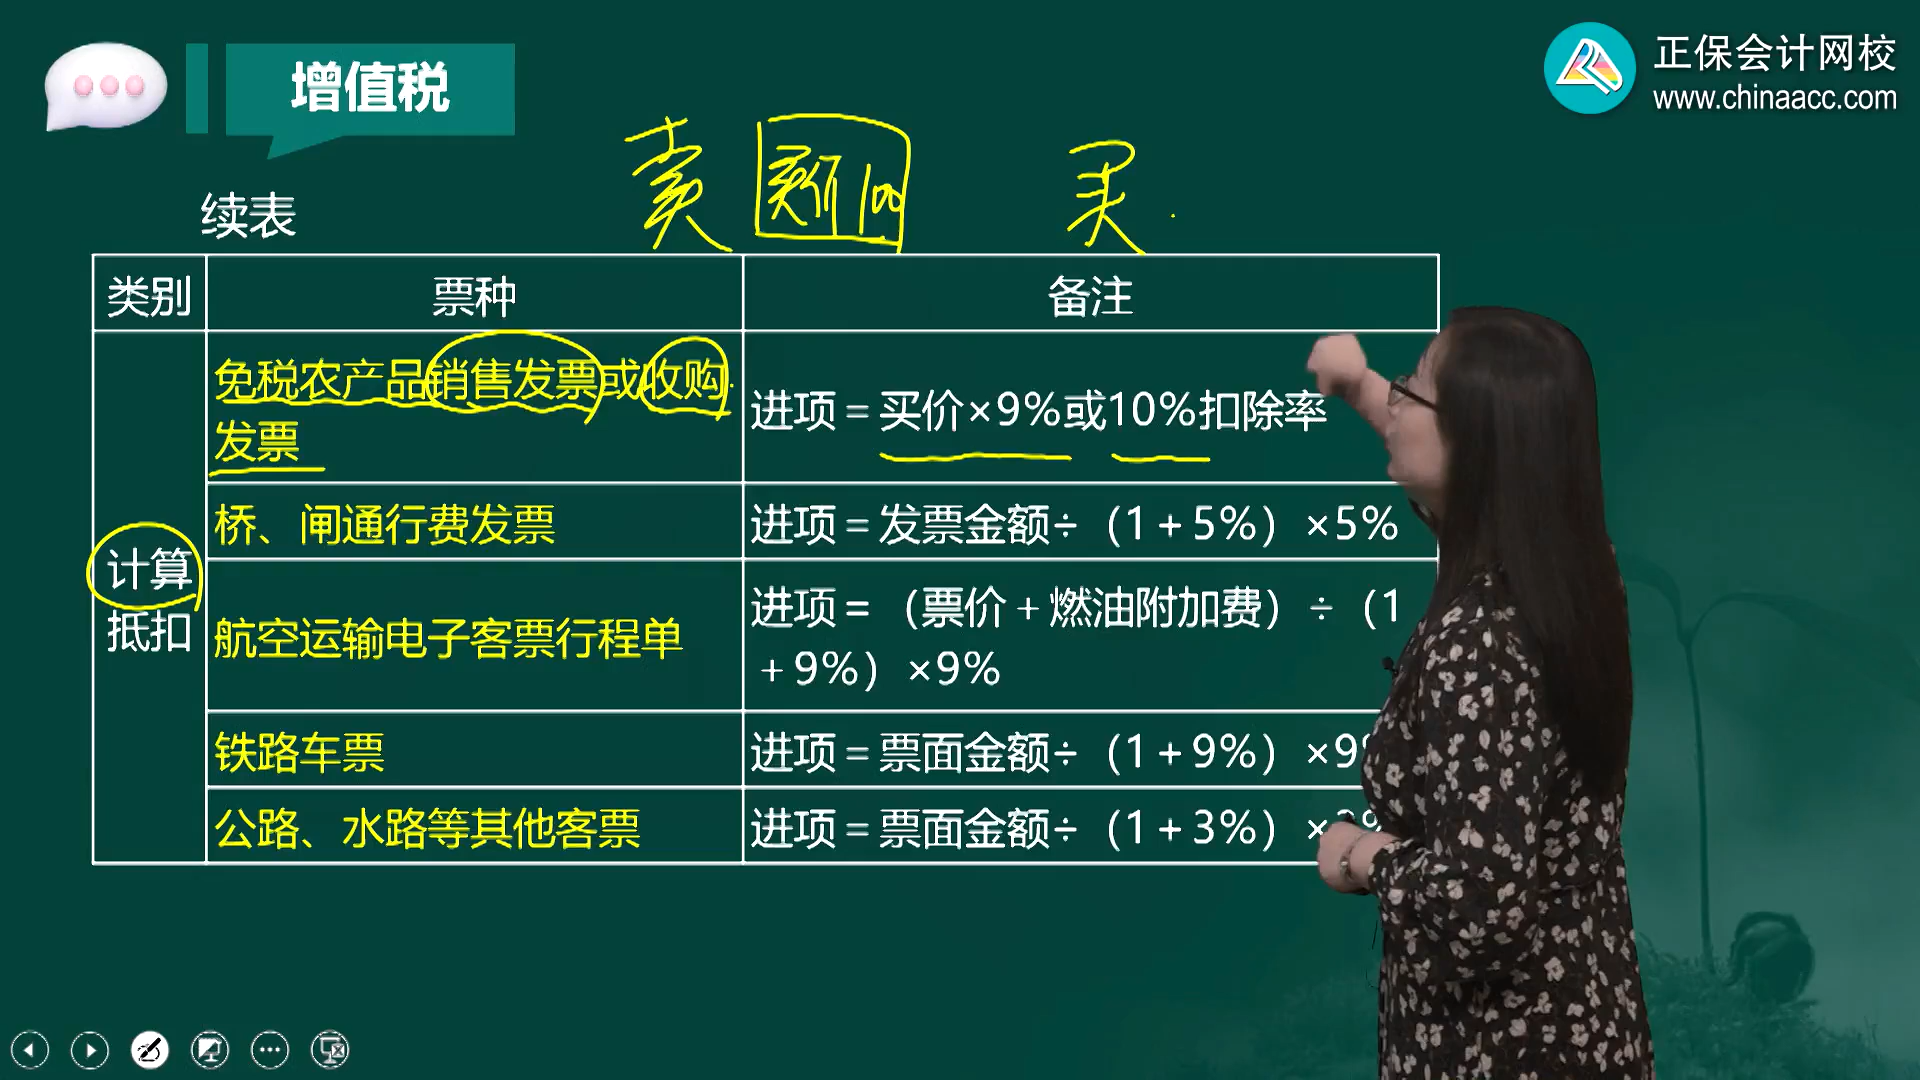 增值税
正保会计网校
www.chinaacc.com
卖 买价100 买
续表
类别 票种 备注
计算
抵扣
免税农产品销售发票或收购
发票
进项=买价×9%或10%扣除率
桥、闸通行费发票
进项=发票金额÷（1+5%）×5%
航空运输电子客票行程单
进项=（票价+燃油附加费）÷（1
+9%）×9%
铁路车票
进项=票面金额÷（1+9%）×9%
公路、水路等其他客票
进项=票面金额÷（1+3%）×3%